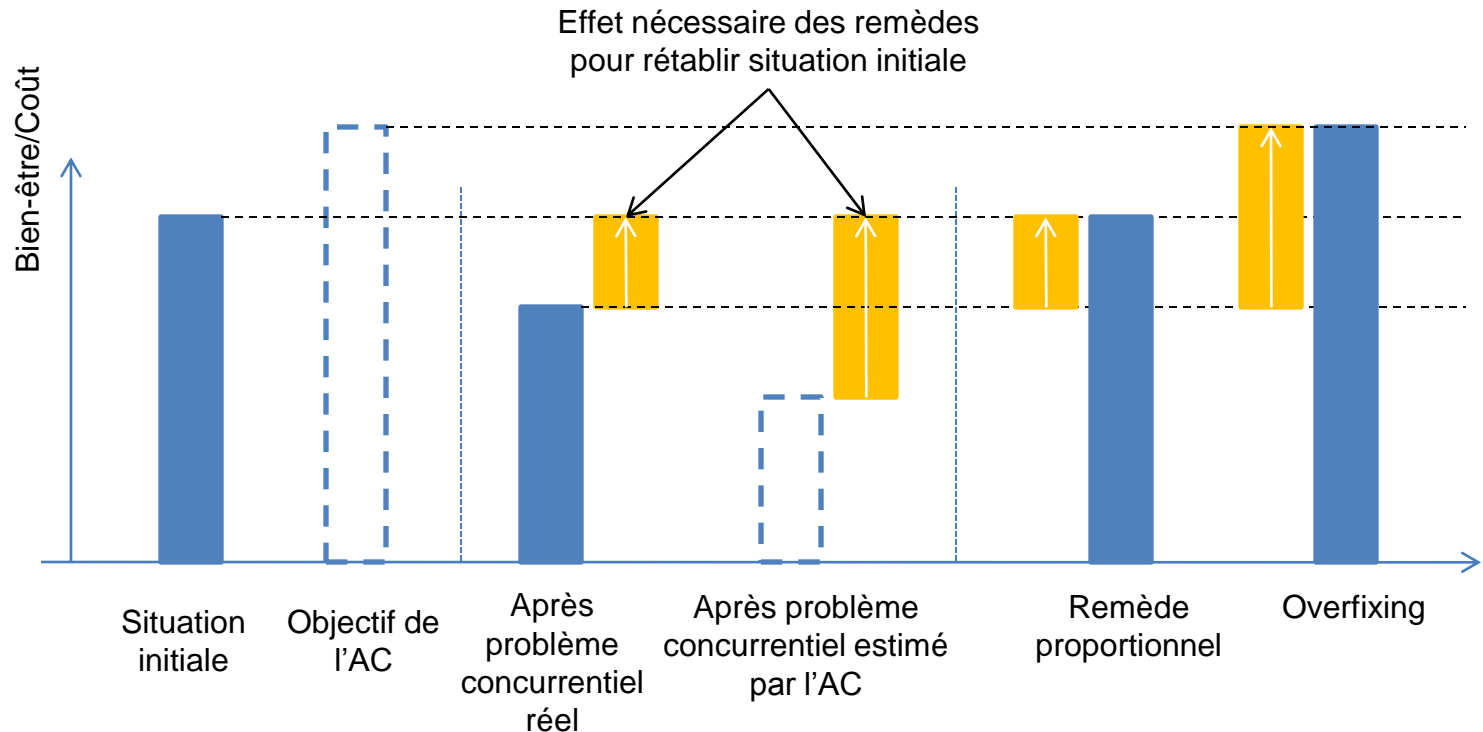 Effet nécessaire des remèdes
pour rétablir situation initiale
Bien-être/Coût
Situation
initiale
Objectif de
l’AC
Après
problème
concurrentiel
réel
Après problème
concurrentiel estimé
par l’AC
Remède
proportionnel
Overfixing